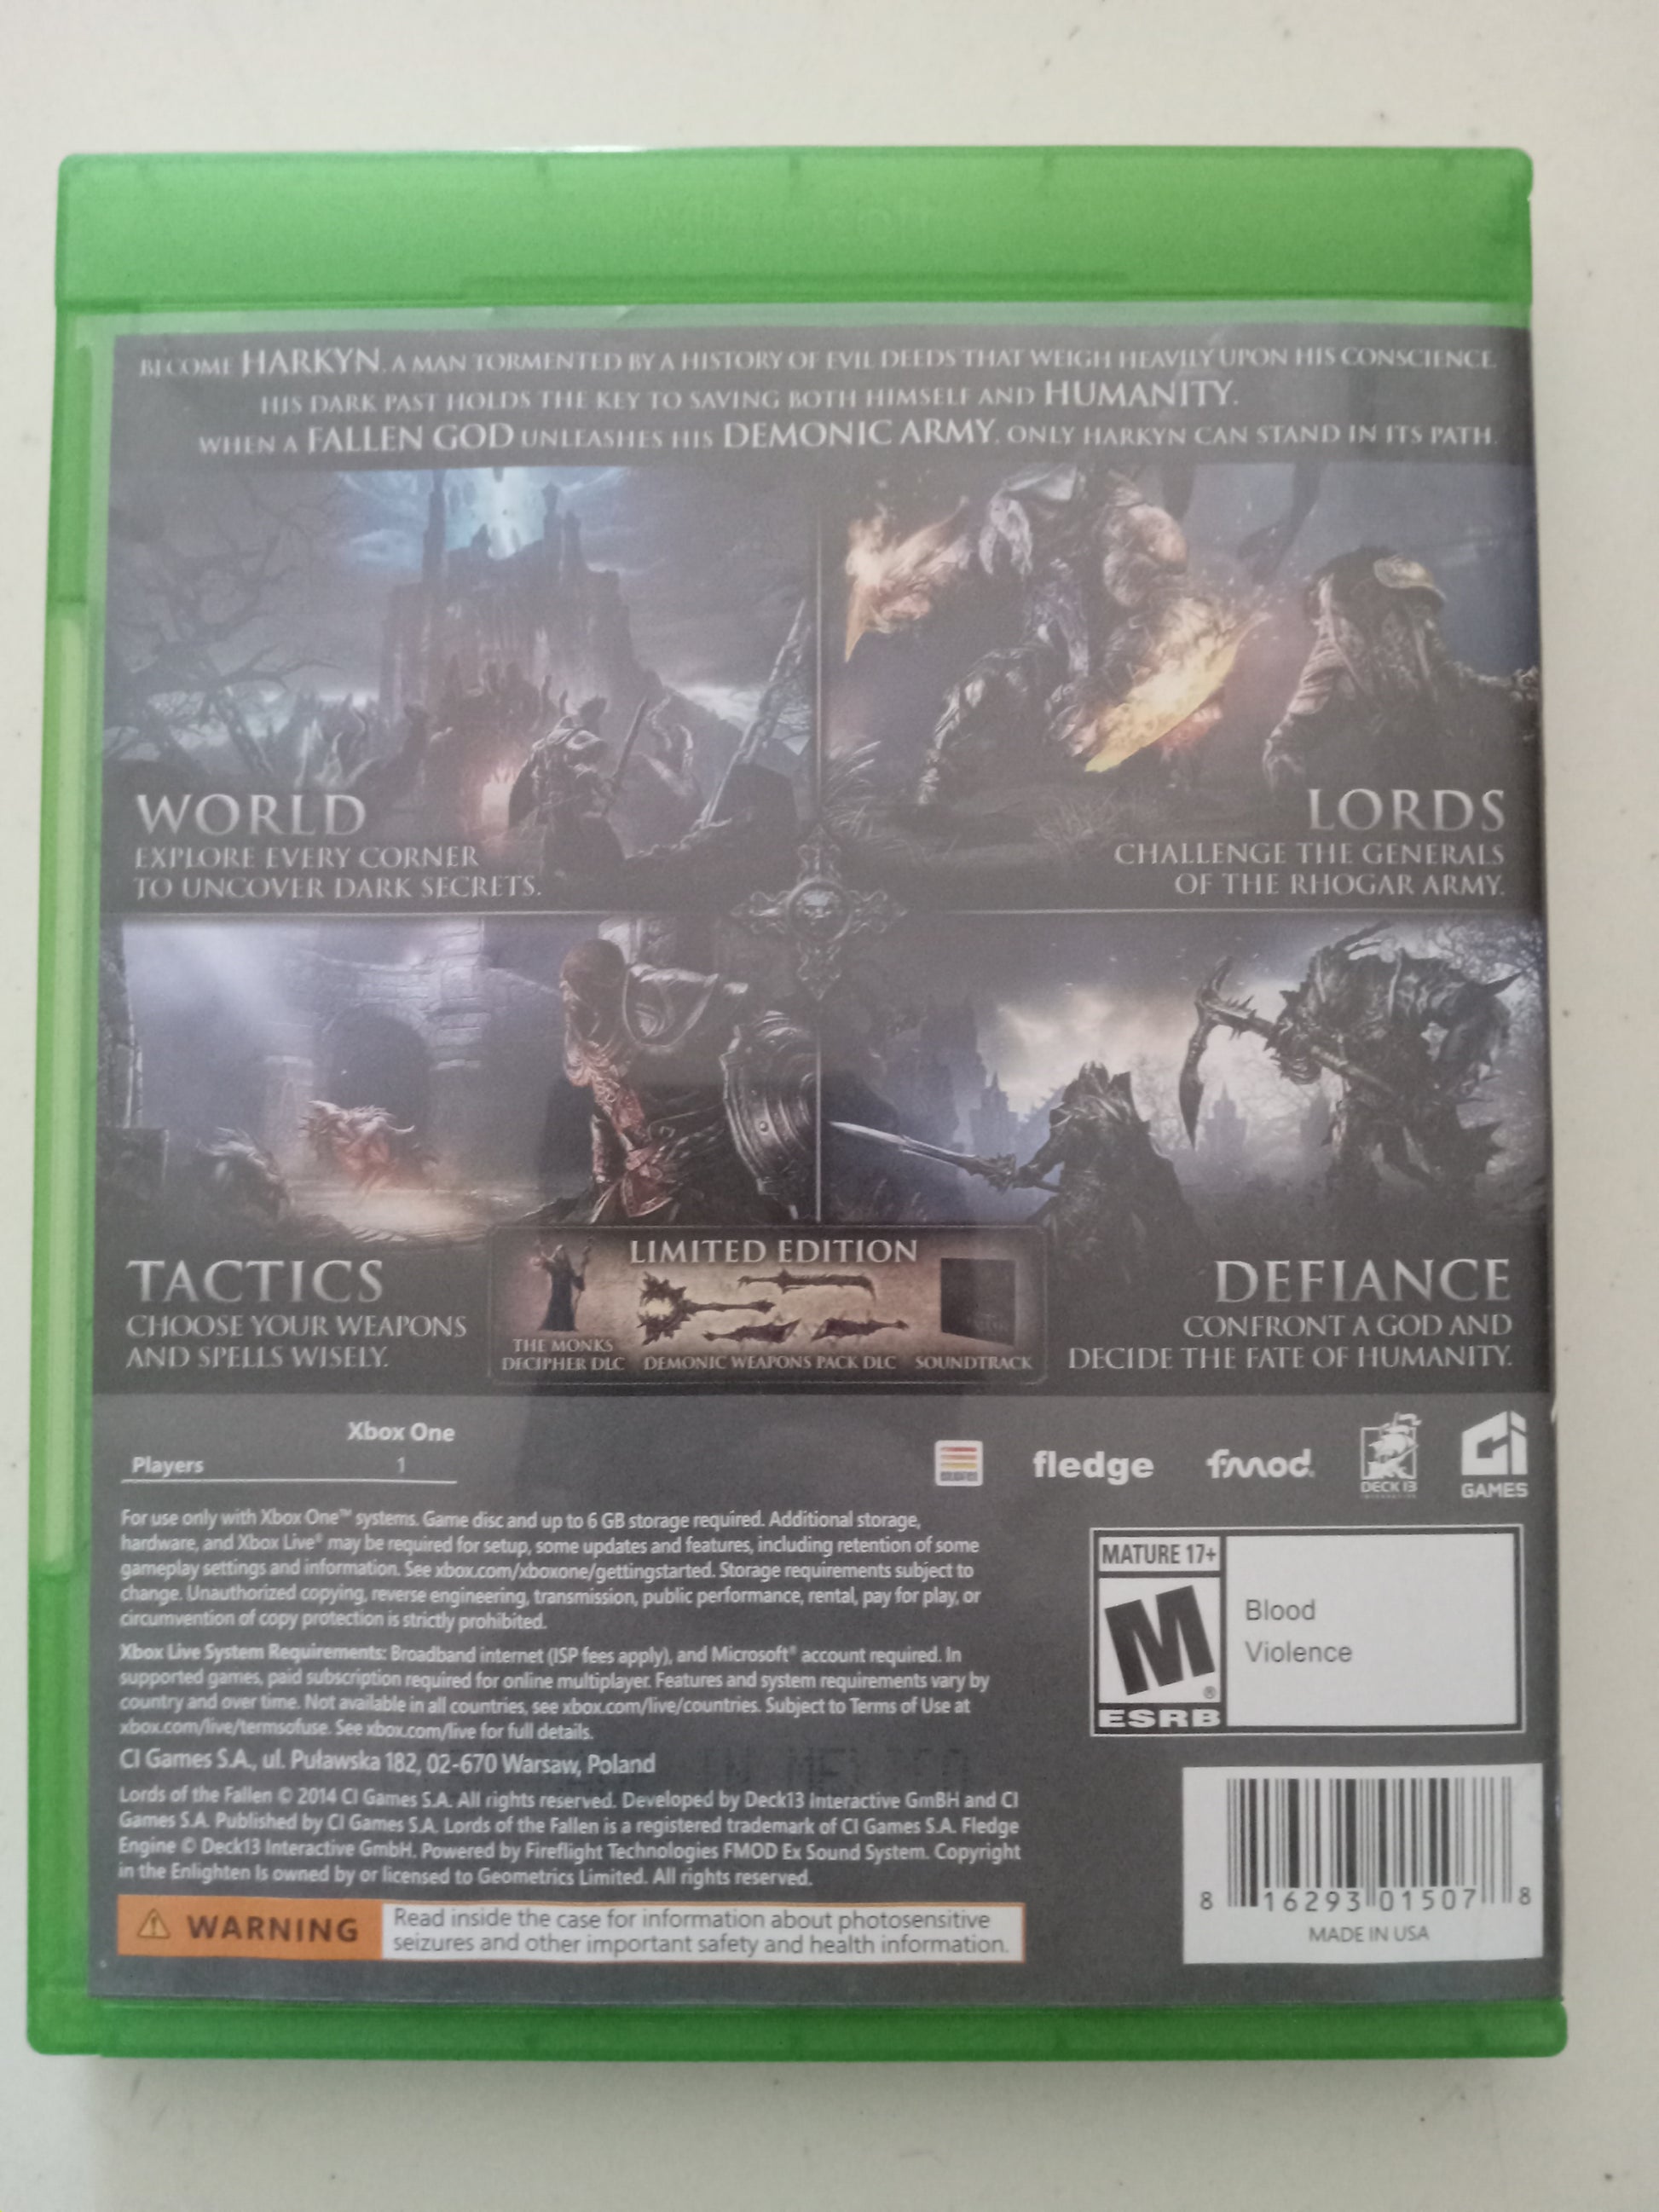 Microsoft
BECOME HARKYN, A MAN TORMENTED BY A HISTORY OF EVIL DEEDS THAT WEIGH HEAVILY UPON HIS CONSCIENCE.
HIS DARK PAST HOLDS THE KEY TO SAVING BOTH HIMSELF AND HUMANITY.
WHEN A FALLEN GOD UNLEASHES HIS DEMONIC ARMY, ONLY HARKYN CAN STAND IN ITS PATH.
WORLD
EXPLORE EVERY CORNER
TO UNCOVER DARK SECRETS.
LORDS
CHALLENGE THE GENERALS
OF THE RHOGAR ARMY.
TACTICS
CHOOSE YOUR WEAPONS
AND SPELLS WISELY.
LIMITED EDITION
THE MONKS
DECIPHER DLC
DEMONIC WEAPONS PACK DLC
SOUNDTRACK
DEFIANCE
CONFRONT A GOD AND
DECIDE THE FATE OF HUMANITY.
Xbox One
Players 1
fledge
fmod.
DECK 13
CI
GAMES
For use only with Xbox One™ systems. Game disc and up to 6 GB storage required. Additional storage,
hardware, and Xbox Live® may be required for setup, some updates and features, including retention of some
gameplay settings and information. See xbox.com/xboxone/gettingstarted. Storage requirements subject to
change. Unauthorized copying, reverse engineering, transmission, public performance, rental, pay for play, or
circumvention of copy protection is strictly prohibited.
Xbox Live System Requirements: Broadband internet (ISP fees apply), and Microsoft® account required. In
supported games, paid subscription required for online multiplayer. Features and system requirements vary by
country and over time. Not available in all countries, see xbox.com/live/countries. Subject to Terms of Use at
xbox.com/live/termsofuse. See xbox.com/live for full details.
CI Games S.A., ul. Puławska 182, 02-670 Warsaw, Poland
Lords of the Fallen © 2014 CI Games S.A. All rights reserved. Developed by Deck13 Interactive GmBH and CI
Games S.A. Published by CI Games S.A. Lords of the Fallen is a registered trademark of CI Games S.A. Fledge
Engine © Deck13 Interactive GmbH. Powered by Fireflight Technologies FMOD Ex Sound System. Copyright
in the Enlighten Is owned by or licensed to Geometrics Limited. All rights reserved.
WARNING
Read inside the case for information about photosensitive
seizures and other important safety and health information.
MATURE 17+
M®
ESRB
Blood
Violence
8 16293 01507 8
MADE IN USA